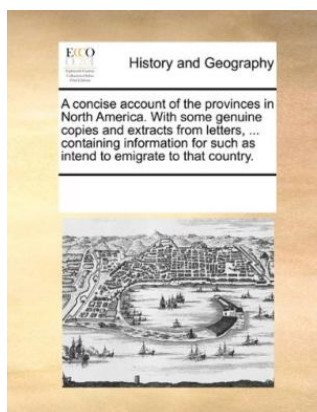 ECCO
History and Geography
A concise account of the provinces in
North America. With some genuine
copies and extracts from letters, ...
containing information for such as
intend to emigrate to that country.